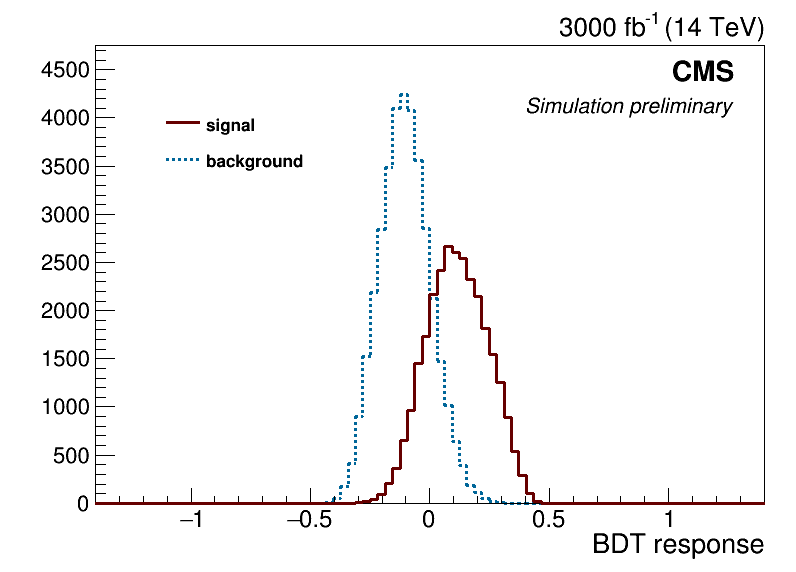 3000 fb-1 (14 TeV)
CMS
Simulation preliminary
signal
background
4500
4000
3500
3000
2500
2000
1500
1000
500
0
−1 −0.5 0 0.5 1
BDT response